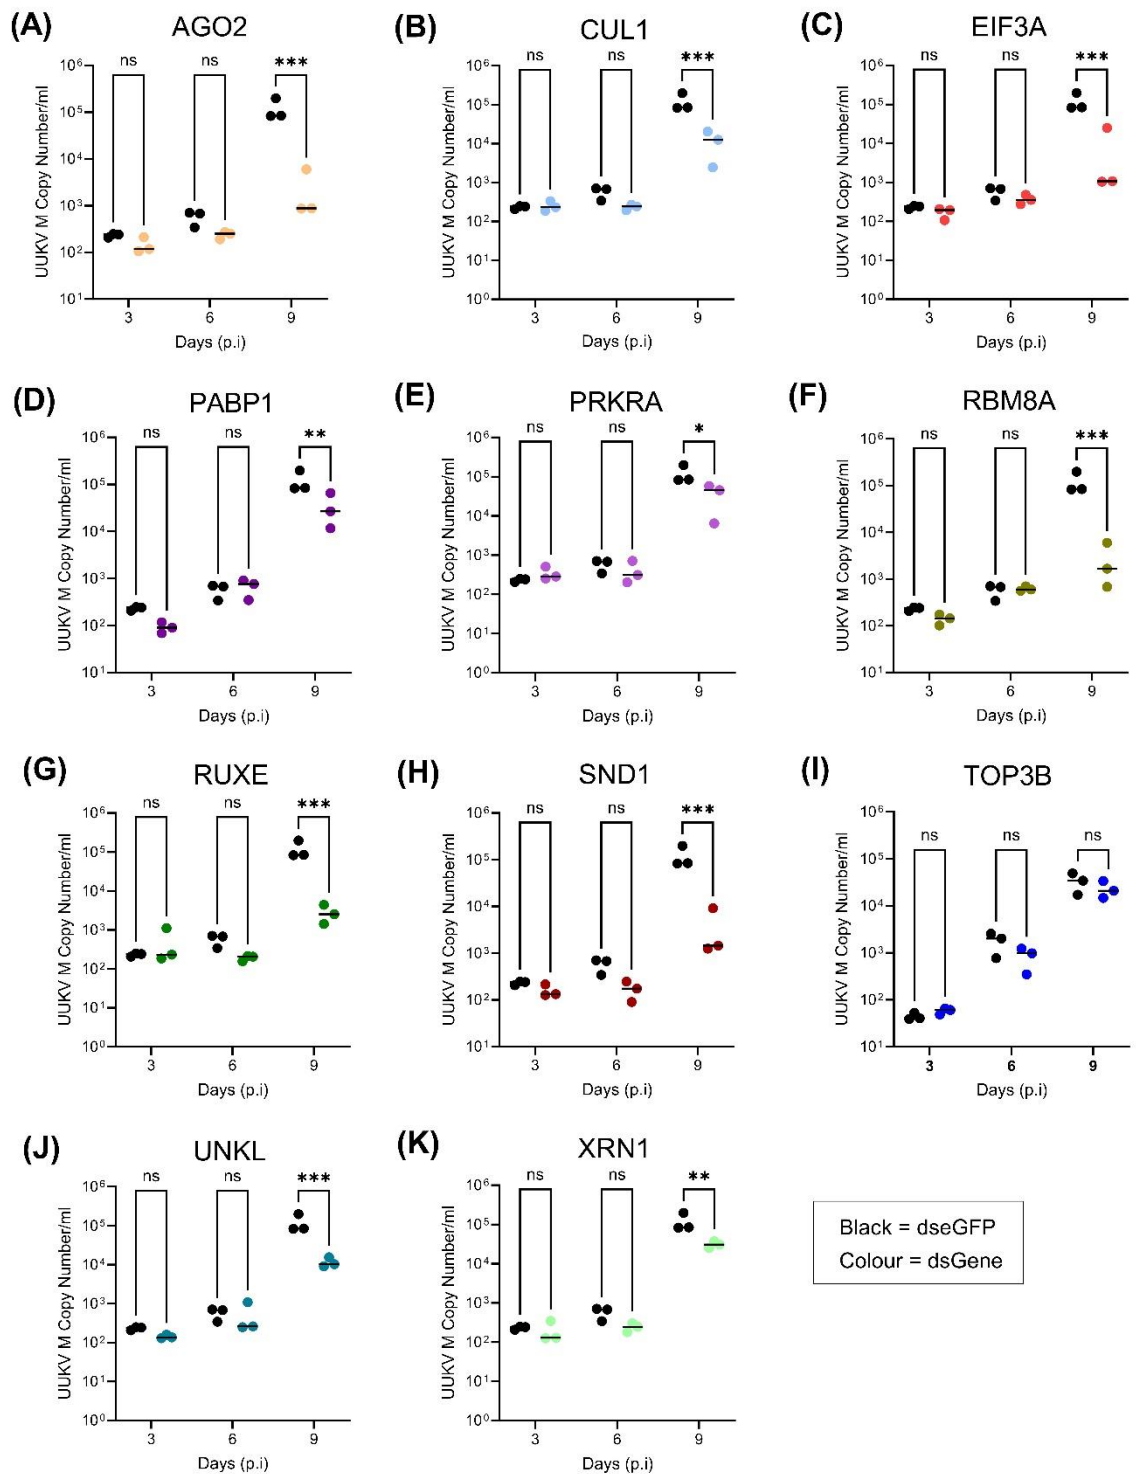 (A)
AGO2
ns
ns
***
10⁶
10⁵
10⁴
10³
10²
10¹
UUKV M Copy Number/ml
3
6
9
Days (p.i)
(B)
CUL1
ns
ns
***
10⁶
10⁵
10⁴
10³
10²
10¹
10⁰
UUKV M Copy Number/ml
3
6
9
Days (p.i)
(C)
EIF3A
ns
ns
***
10⁶
10⁵
10⁴
10³
10²
10¹
10⁰
UUKV M Copy Number/ml
3
6
9
Days (p.i)
(D)
PABP1
ns
ns
**
10⁶
10⁵
10⁴
10³
10²
10¹
UUKV M Copy Number/ml
3
6
9
Days (p.i)
(E)
PRKRA
ns
ns
*
10⁶
10⁵
10⁴
10³
10²
10¹
10⁰
UUKV M Copy Number/ml
3
6
9
Days (p.i)
(F)
RBM8A
ns
ns
***
10⁶
10⁵
10⁴
10³
10²
10¹
UUKV M Copy Number/ml
3
6
9
Days (p.i)
(G)
RUXE
ns
ns
***
10⁶
10⁵
10⁴
10³
10²
10¹
10⁰
UUKV M Copy Number/ml
3
6
9
Days (p.i)
(H)
SND1
ns
ns
***
10⁶
10⁵
10⁴
10³
10²
10¹
UUKV M Copy Number/ml
3
6
9
Days (p.i)
(I)
TOP3B
ns
ns
ns
10⁶
10⁵
10⁴
10³
10²
10¹
UUKV M Copy Number/ml
3
6
9
Days (p.i)
(J)
UNKL
ns
ns
***
10⁶
10⁵
10⁴
10³
10²
10¹
10⁰
UUKV M Copy Number/ml
3
6
9
Days (p.i)
(K)
XRN1
ns
ns
**
10⁶
10⁵
10⁴
10³
10²
10¹
10⁰
UUKV M Copy Number/ml
3
6
9
Days (p.i)
Black = dseGFP
Colour = dsGene